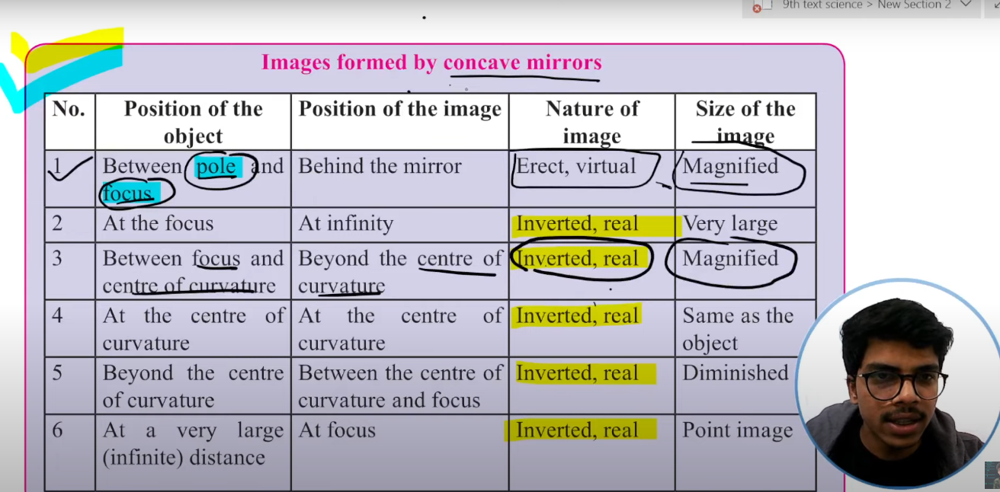 9th text science > New Section 2
Images formed by concave mirrors
No. Position of the object Position of the image Nature of image Size of the image
1 Between pole and focus Behind the mirror Erect, virtual Magnified
2 At the focus At infinity Inverted, real Very large
3 Between focus and centre of curvature Beyond the centre of curvature Inverted, real Magnified
4 At the centre of curvature At the centre of curvature Inverted, real Same as the object
5 Beyond the centre of curvature Between the centre of curvature and focus Inverted, real Diminished
6 At a very large (infinite) distance At focus Inverted, real Point image